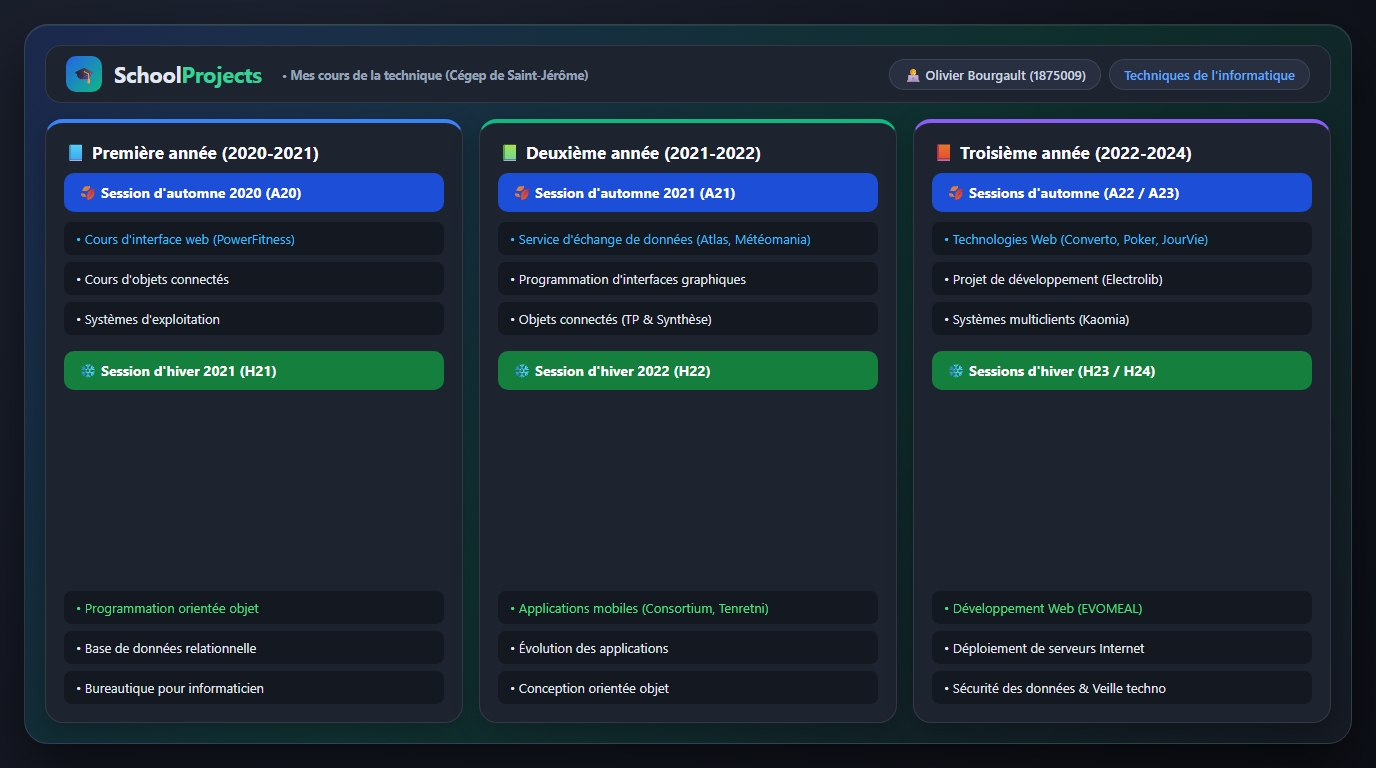 SchoolProjects • Mes cours de la technique (Cégep de Saint-Jérôme)
Olivier Bourgault (1875009)
Techniques de l'informatique
Première année (2020-2021)
Session d'automne 2020 (A20)
• Cours d'interface web (PowerFitness)
• Cours d'objets connectés
• Systèmes d'exploitation
Session d'hiver 2021 (H21)
• Programmation orientée objet
• Base de données relationnelle
• Bureautique pour informaticien
Deuxième année (2021-2022)
Session d'automne 2021 (A21)
• Service d'échange de données (Atlas, Météomania)
• Programmation d'interfaces graphiques
• Objets connectés (TP & Synthèse)
Session d'hiver 2022 (H22)
• Applications mobiles (Consortium, Tenretni)
• Évolution des applications
• Conception orientée objet
Troisième année (2022-2024)
Sessions d'automne (A22 / A23)
• Technologies Web (Converto, Poker, JourVie)
• Projet de développement (Electrolib)
• Systèmes multiclients (Kaomia)
Sessions d'hiver (H23 / H24)
• Développement Web (EVOMEAL)
• Déploiement de serveurs Internet
• Sécurité des données & Veille techno